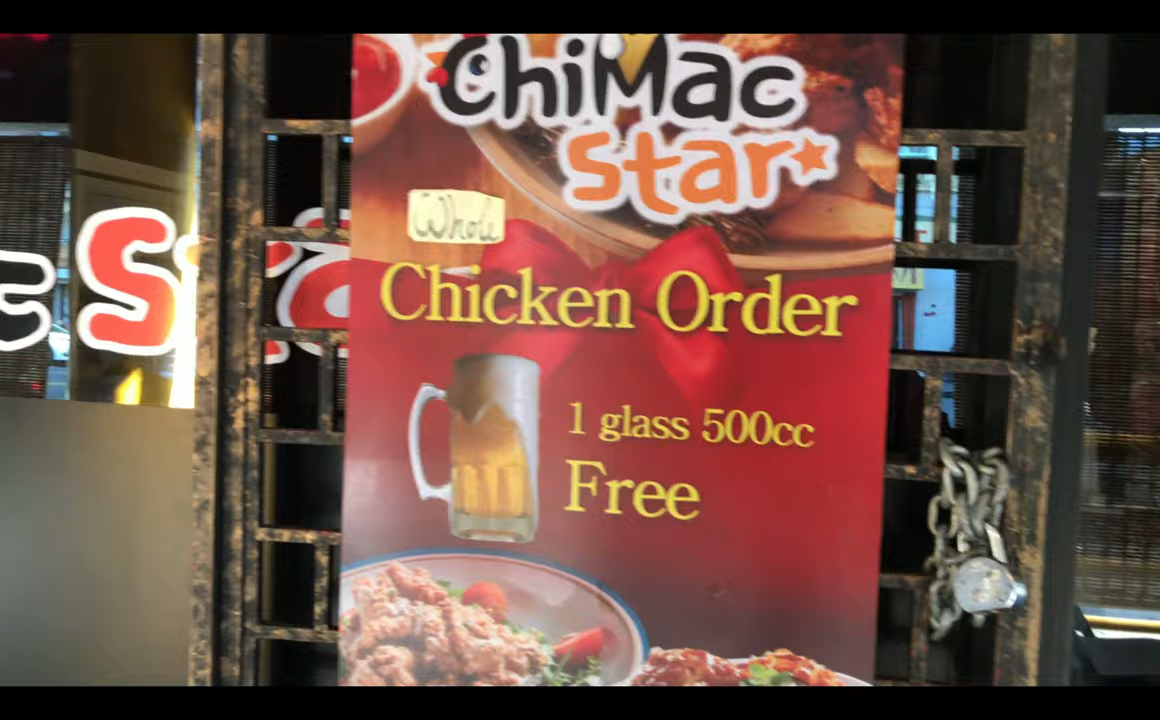 ChiMac
Star
Whole
Chicken Order
1 glass 500cc
Free